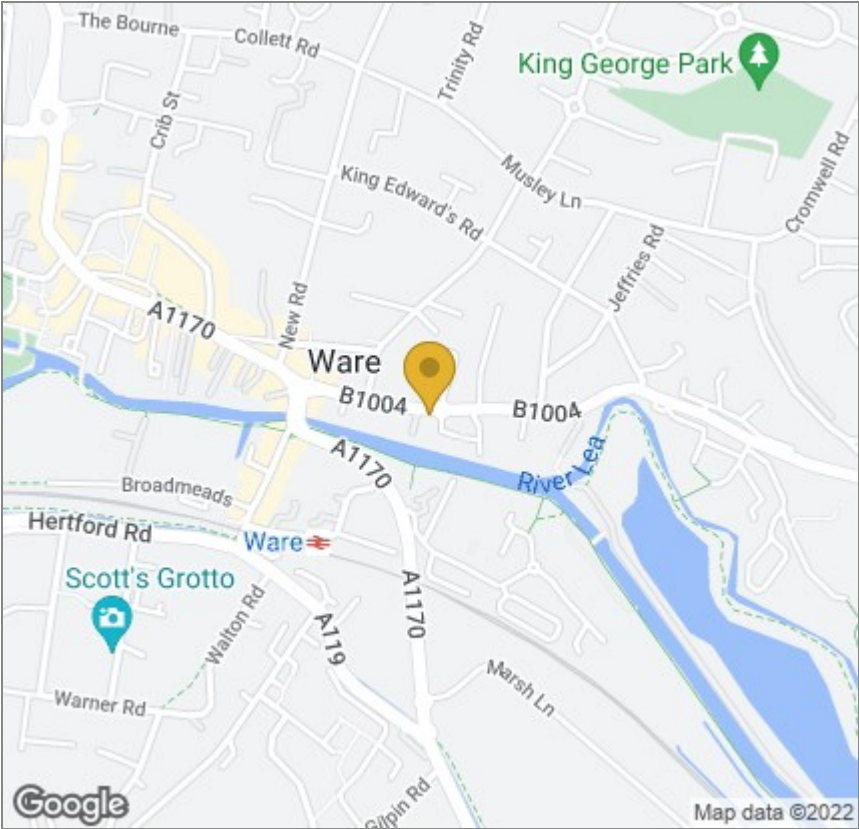 The Bourne
Collett Rd
Trinity Rd
King George Park
Crib St
Musley Ln
Cromwell Rd
King Edward's Rd
Jeffries Rd
New Rd
A1170
Ware
B1004
B1004
A1170
River Lea
Broadmeads
Hertford Rd
Ware
Scott's Grotto
Walton Rd
A119
A1170
Marsh Ln
Warner Rd
Gilpin Rd
Google
Map data ©2022